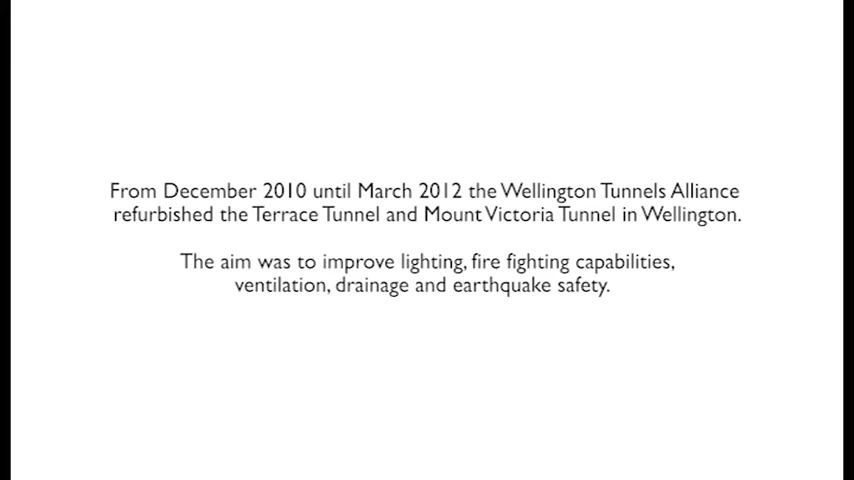 From December 2010 until March 2012 the Wellington Tunnels Alliance
refurbished the Terrace Tunnel and Mount Victoria Tunnel in Wellington.
The aim was to improve lighting, fire fighting capabilities,
ventilation, drainage and earthquake safety.